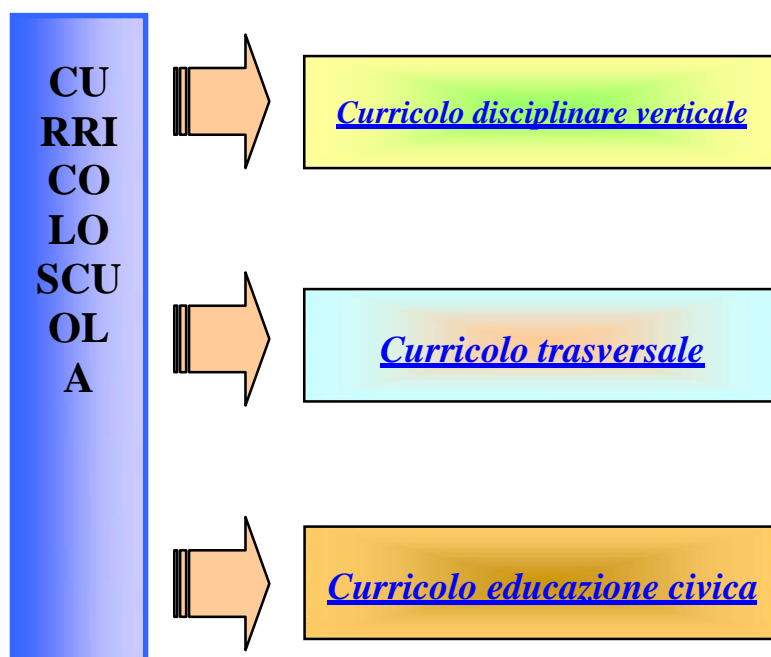 CU
RRI
CO
LO
SCU
OL
A
Curricolo disciplinare verticale
Curricolo trasversale
Curricolo educazione civica